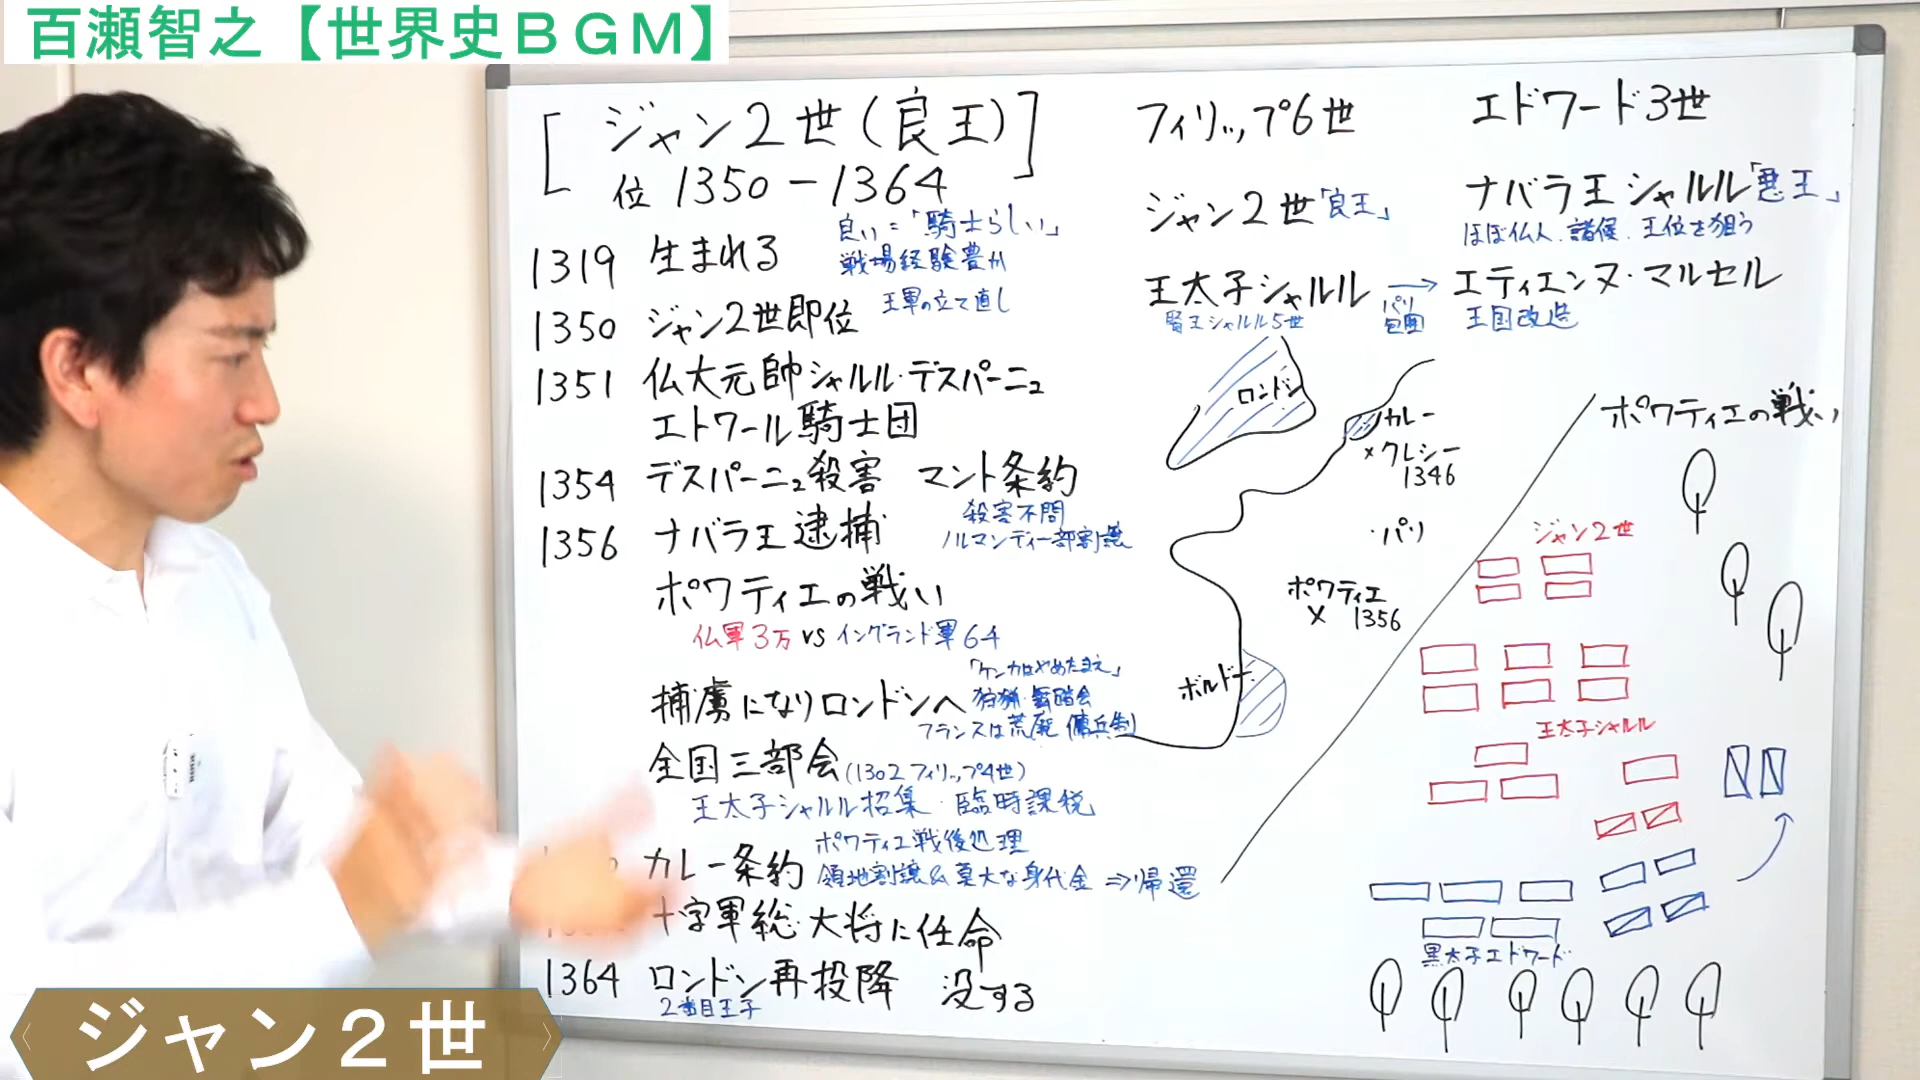 百瀬智之【世界史BGM】
[ジャン2世(良王)]
位 1350-1364
良い=「騎士らしい」
戦場経験豊か
1319 生まれる
1350 ジャン2世即位
王軍の立て直し
1351 仏大元帥シャルル・デスパーニュ
エトワール騎士団
1354 デスパーニュ殺害 マント条約
殺害不問
ノルマンディー部割譲
1356 ナバラ王逮捕
ポワティエの戦い
仏軍3万 vs イングランド軍6千
捕虜になりロンドンへ
「ケンカはやめたまえ」
狩猟・舞踏会
フランスは荒廃 傭兵制
全国三部会(1302フィリップ4世)
王太子シャルル招集・臨時課税
カレー条約
ポワティエ戦後処理
領地割譲&莫大な身代金⇒帰還
十字軍総大将に任命
1364 ロンドン再投降 没する
2番目王子
フィリップ6世
エドワード3世
ジャン2世「良王」
ナバラ王シャルル「悪王」
ほぼ仏人、諸侯、王位を狙う
王太子シャルル→エティエンヌ・マルセル
賢王シャルル5世
パリ
包囲
王国改造
ロンドン
カレー
×クレシー
1346
・パリ
ポワティエ
× 1356
ボルドー
ポワティエの戦い
ジャン2世
王太子シャルル
黒太子エドワード
ジャン2世